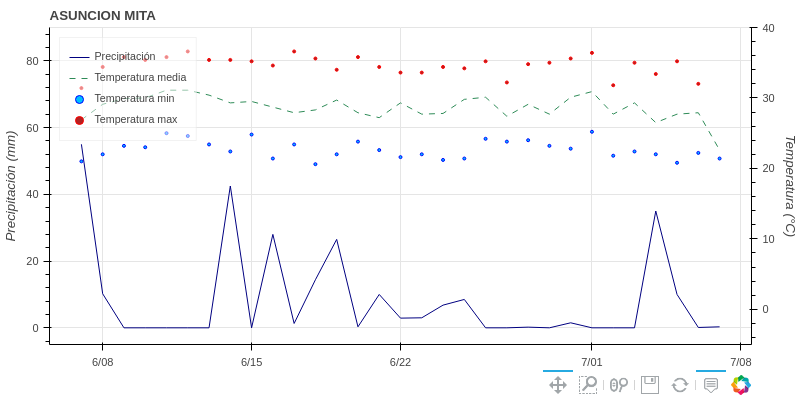 ASUNCION MITA
Precipitación
Temperatura media
Temperatura min
Temperatura max
Precipitación (mm)
80
60
40
20
0
Temperatura (°C)
40
30
20
10
0
6/08
6/15
6/22
7/01
7/08